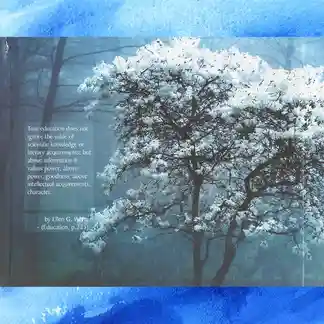 True education does not
ignore the value of
scientific knowledge or
literary acquirements; but
above information it
values power; above
power, goodness; above
intellectual acquirements,
character.
by Ellen G. White
- (Education, p.225)